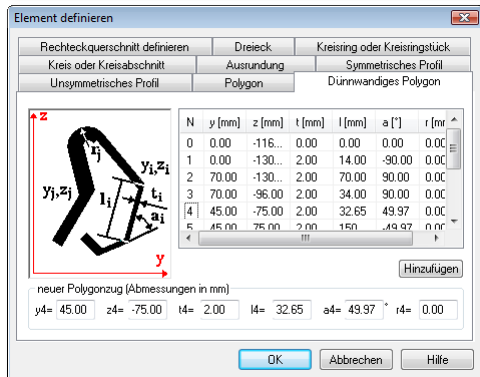 Element definieren
Rechteckquerschnitt definieren Dreieck Kreisring oder Kreisringstück
Kreis oder Kreisabschnitt Ausrundung Symmetrisches Profil
Unsymmetrisches Profil Polygon Dünnwandiges Polygon
z
rj
yi,zi
yj,zj
li
ti
ai
y
N y [mm] z [mm] t [mm] l [mm] a [°] r [mr
0 0.00 -116... 0.00 0.00 0.00 0.00
1 0.00 -130... 2.00 14.00 -90.00 0.00
2 70.00 -130... 2.00 70.00 90.00 0.00
3 70.00 -96.00 2.00 34.00 90.00 0.00
4 45.00 -75.00 2.00 32.65 49.97 0.00
5 45.00 75.00 2.00 150 -49.97 0.00
Hinzufügen
neuer Polygonzug (Abmessungen in mm)
y4= 45.00 z4= -75.00 t4= 2.00 l4= 32.65 a4= 49.97 ° r4= 0.00
OK Abbrechen Hilfe